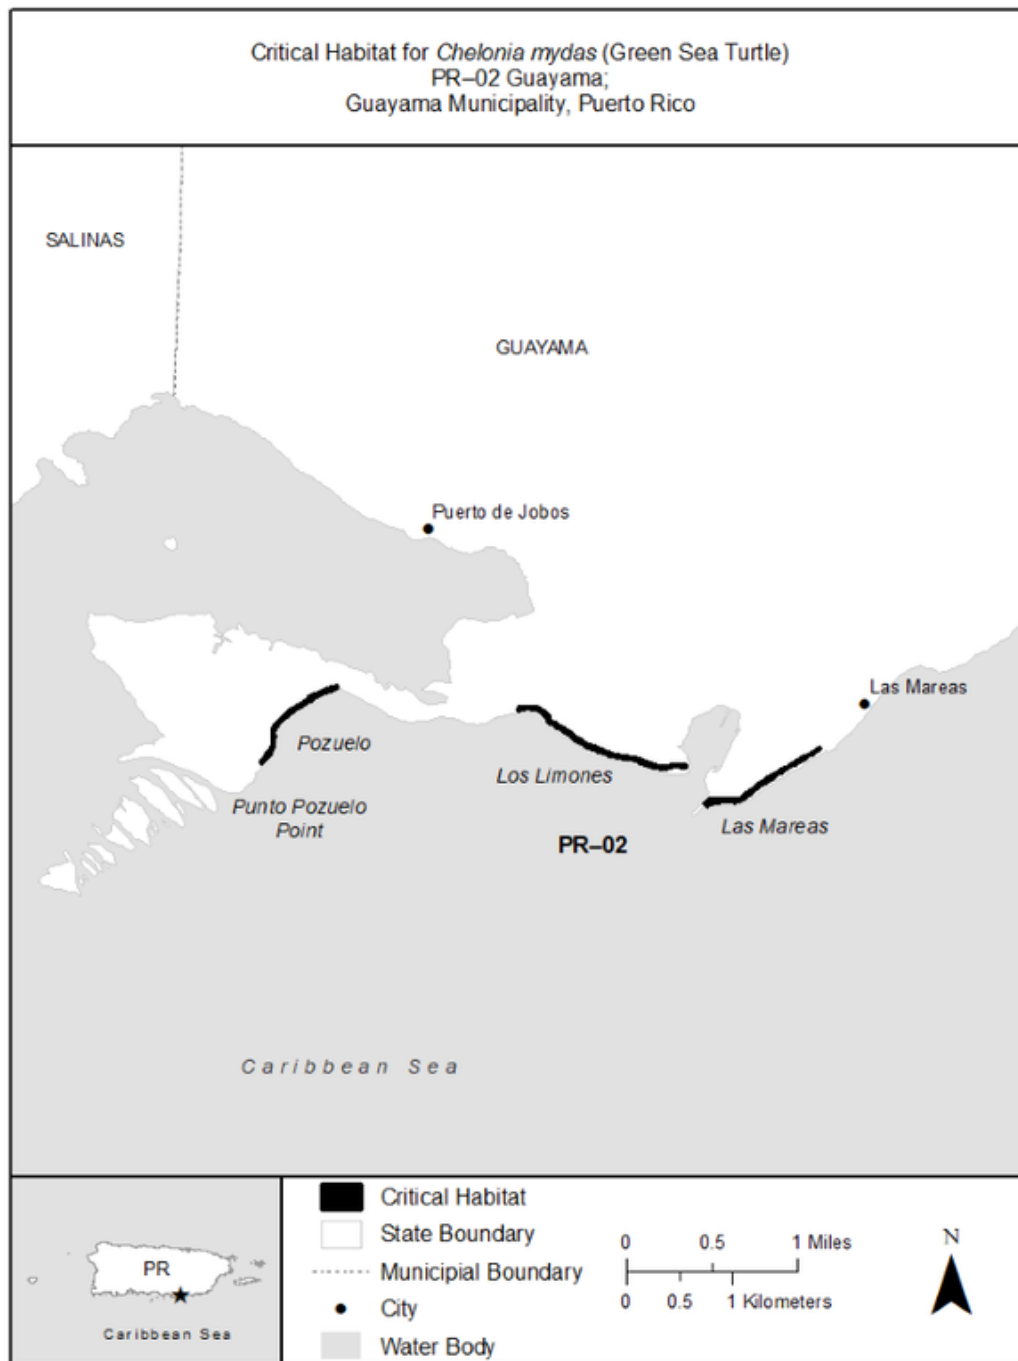 Critical Habitat for Chelonia mydas (Green Sea Turtle)
PR–02 Guayama;
Guayama Municipality, Puerto Rico
SALINAS
GUAYAMA
Puerto de Jobos
Las Mareas
Pozuelo
Los Limones
Punto Pozuelo
Point
Las Mareas
PR–02
Caribbean Sea
PR
Caribbean Sea
Critical Habitat
State Boundary
Municipial Boundary
City
Water Body
0 0.5 1 Miles
0 0.5 1 Kilometers
N